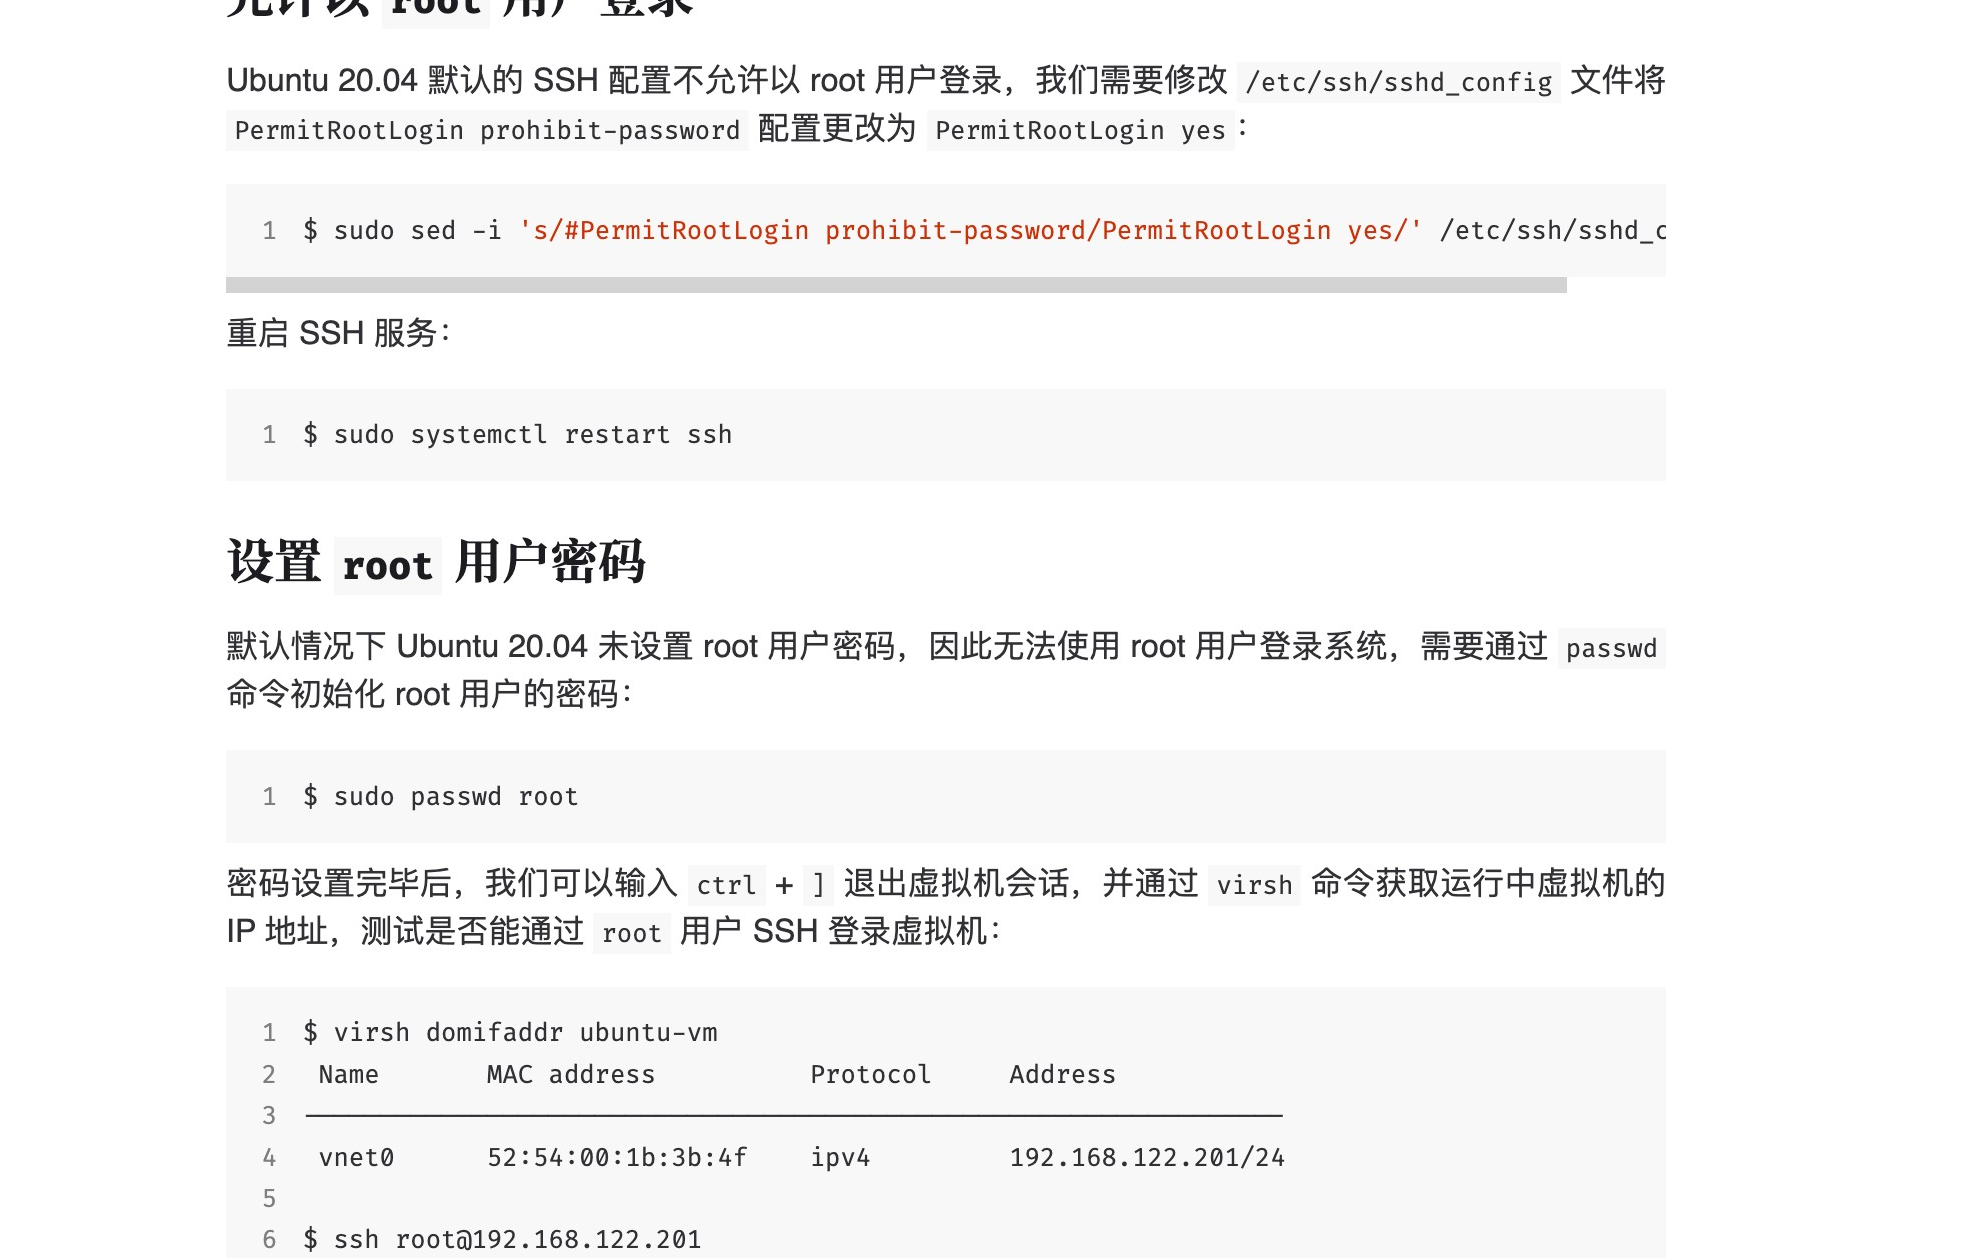 允许以 root 用户登录
Ubuntu 20.04 默认的 SSH 配置不允许以 root 用户登录，我们需要修改 /etc/ssh/sshd_config 文件将
PermitRootLogin prohibit-password 配置更改为 PermitRootLogin yes：
1 $ sudo sed -i 's/#PermitRootLogin prohibit-password/PermitRootLogin yes/' /etc/ssh/sshd_c
重启 SSH 服务：
1 $ sudo systemctl restart ssh
设置 root 用户密码
默认情况下 Ubuntu 20.04 未设置 root 用户密码，因此无法使用 root 用户登录系统，需要通过 passwd
命令初始化 root 用户的密码：
1 $ sudo passwd root
密码设置完毕后，我们可以输入 ctrl + ] 退出虚拟机会话，并通过 virsh 命令获取运行中虚拟机的
IP 地址，测试是否能通过 root 用户 SSH 登录虚拟机：
1 $ virsh domifaddr ubuntu-vm
2 Name MAC address Protocol Address
3 ----------------------------------------------------------------
4 vnet0 52:54:00:1b:3b:4f ipv4 192.168.122.201/24
5
6 $ ssh root@192.168.122.201